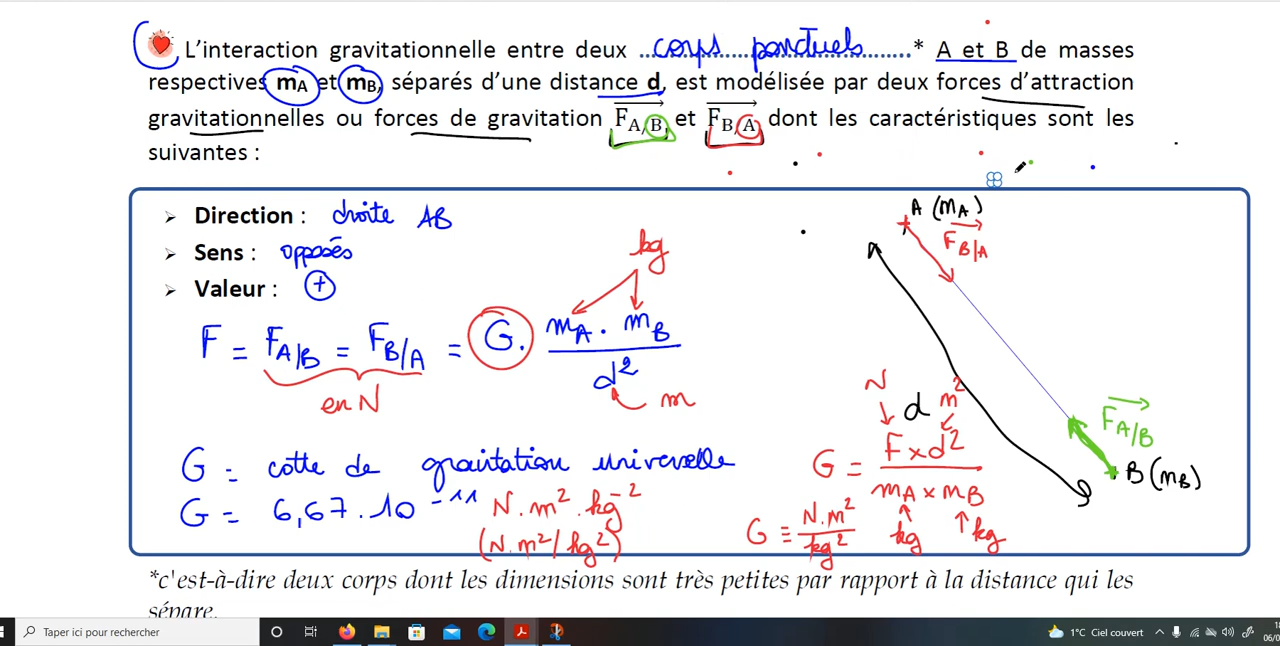 L'interaction gravitationnelle entre deux ...corps ponctuels........* A et B de masses
respectives mA et mB, séparés d'une distance d, est modélisée par deux forces d'attraction
gravitationnelles ou forces de gravitation FA/B et FB/A dont les caractéristiques sont les
suivantes :
➢ Direction : droite AB
➢ Sens : opposés
➢ Valeur : +
kg
F = FA/B = FB/A = G. mA . mB / d²
en N
m
G = cotte de gravitation universelle
G = 6,67.10⁻¹¹ N.m².kg⁻²
(N.m²/kg²)
A (mA)
FB/A
d
FA/B
B (mB)
N m²
G = F x d² / mA x mB
kg kg
G ≡ N.m² / kg²
*c'est-à-dire deux corps dont les dimensions sont très petites par rapport à la distance qui les
sépare.
Taper ici pour rechercher
1°C Ciel couvert